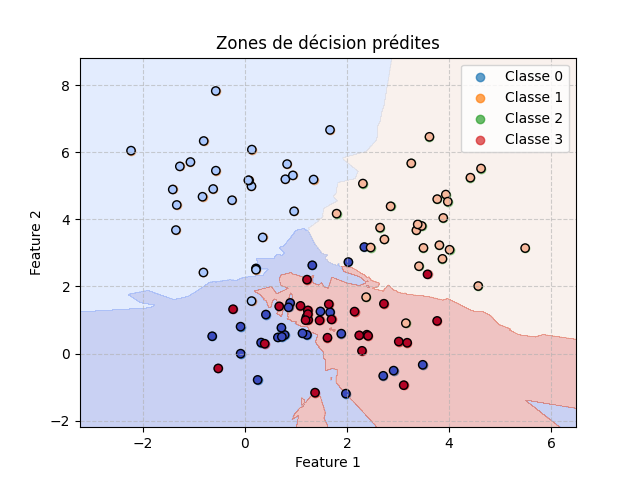 Zones de décision prédites
Classe 0
Classe 1
Classe 2
Classe 3
8
6
4
2
0
−2
Feature 2
−2
0
2
4
6
Feature 1